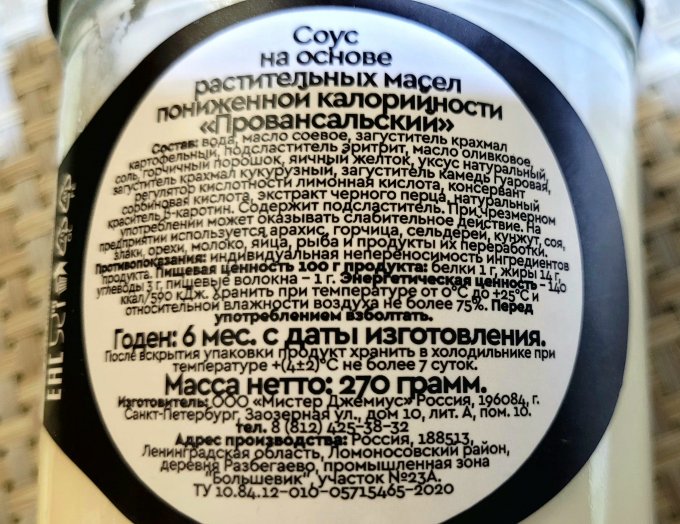 Соус
на основе
растительных масел
пониженной калорийности
«Провансальский»
Состав: вода, масло соевое, загуститель крахмал
картофельный, подсластитель эритрит, масло оливковое,
соль, горчичный порошок, яичный желток, уксус натуральный,
загуститель крахмал кукурузный, загуститель камедь гуаровая,
регулятор кислотности лимонная кислота, консервант
сорбиновая кислота, экстракт черного перца, натуральный
краситель β-каротин. Содержит подсластитель. При чрезмерном
употреблении может оказывать слабительное действие. На
предприятии используется арахис, горчица, сельдерей, кунжут, соя,
злаки, орехи, молоко, яйца, рыба и продукты их переработки.
Противопоказания: индивидуальная непереносимость ингредиентов
продукта. Пищевая ценность 100 г продукта: белки 1 г, жиры 14 г,
углеводы 3 г, пищевые волокна – 1 г. Энергетическая ценность – 140
ккал/590 КДж. Хранить при температуре от 0°С до +25°С и
относительной влажности воздуха не более 75%. Перед
употреблением взболтать.
Годен: 6 мес. с даты изготовления.
После вскрытия упаковки продукт хранить в холодильнике при
температуре +(4±2)°С не более 7 суток.
Масса нетто: 270 грамм.
Изготовитель: ООО «Мистер Джемиус» Россия, 196084, г.
Санкт-Петербург, Заозерная ул., дом 10, лит. А, пом. 10.
тел. 8 (812) 425-38-32
Адрес производства: Россия, 188513,
Ленинградская область, Ломоносовский район,
деревня Разбегаево, промышленная зона
"Большевик" участок №23А.
ТУ 10.84.12-016-05715465-2020
EAC